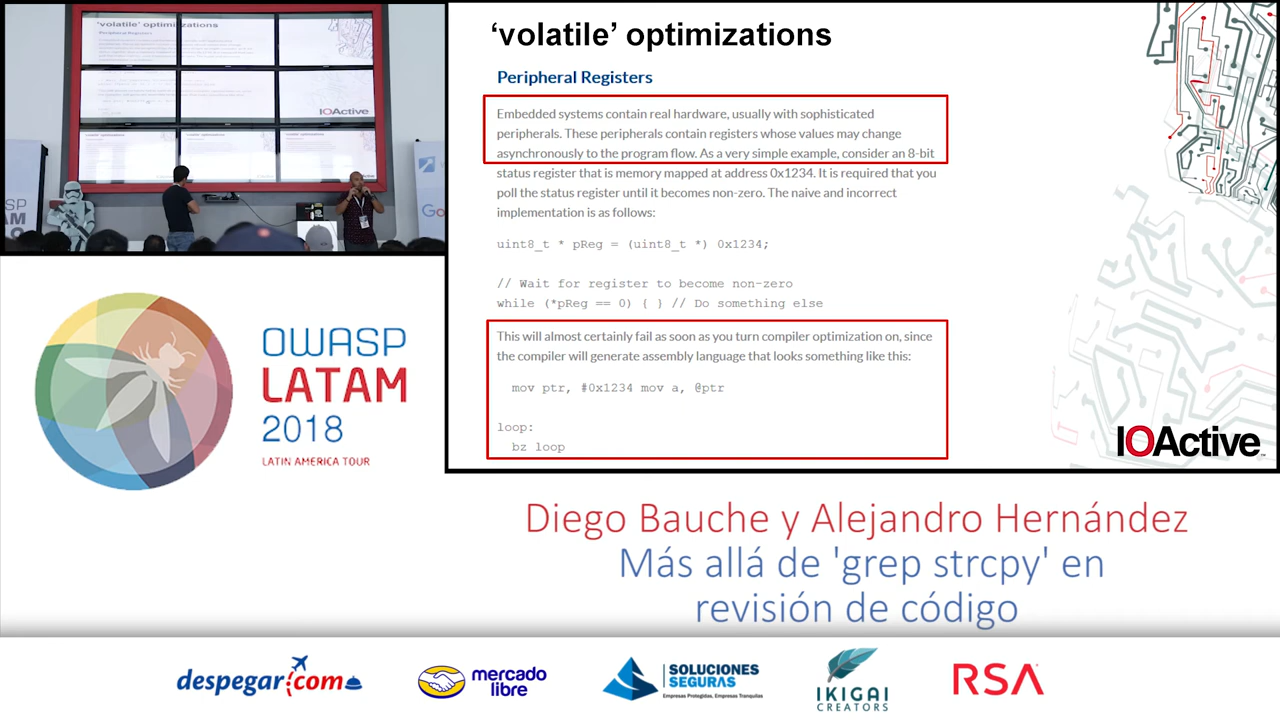 'volatile' optimizations
Peripheral Registers
IOActive
'volatile' optimizations
Peripheral Registers
Embedded systems contain real hardware, usually with sophisticated
peripherals. These peripherals contain registers whose values may change
asynchronously to the program flow. As a very simple example, consider an 8-bit
status register that is memory mapped at address 0x1234. It is required that you
poll the status register until it becomes non-zero. The naive and incorrect
implementation is as follows:
uint8_t * pReg = (uint8_t *) 0x1234;
// Wait for register to become non-zero
while (*pReg == 0) { } // Do something else
This will almost certainly fail as soon as you turn compiler optimization on, since
the compiler will generate assembly language that looks something like this:
mov ptr, #0x1234 mov a, @ptr
loop:
bz loop
IOActive™
OWASP
LATAM
2018
LATIN AMERICA TOUR
Diego Bauche y Alejandro Hernández
Más allá de 'grep strcpy' en
revisión de código
despegar.com
mercado
libre
SOLUCIONES
SEGURAS
Empresas Protegidas, Empresas Tranquilas
IKIGAI
CREATORS
RSA